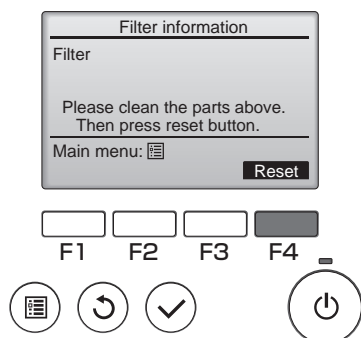 Filter information
Filter
Please clean the parts above.
Then press reset button.
Main menu:
Reset
F1 F2 F3 F4